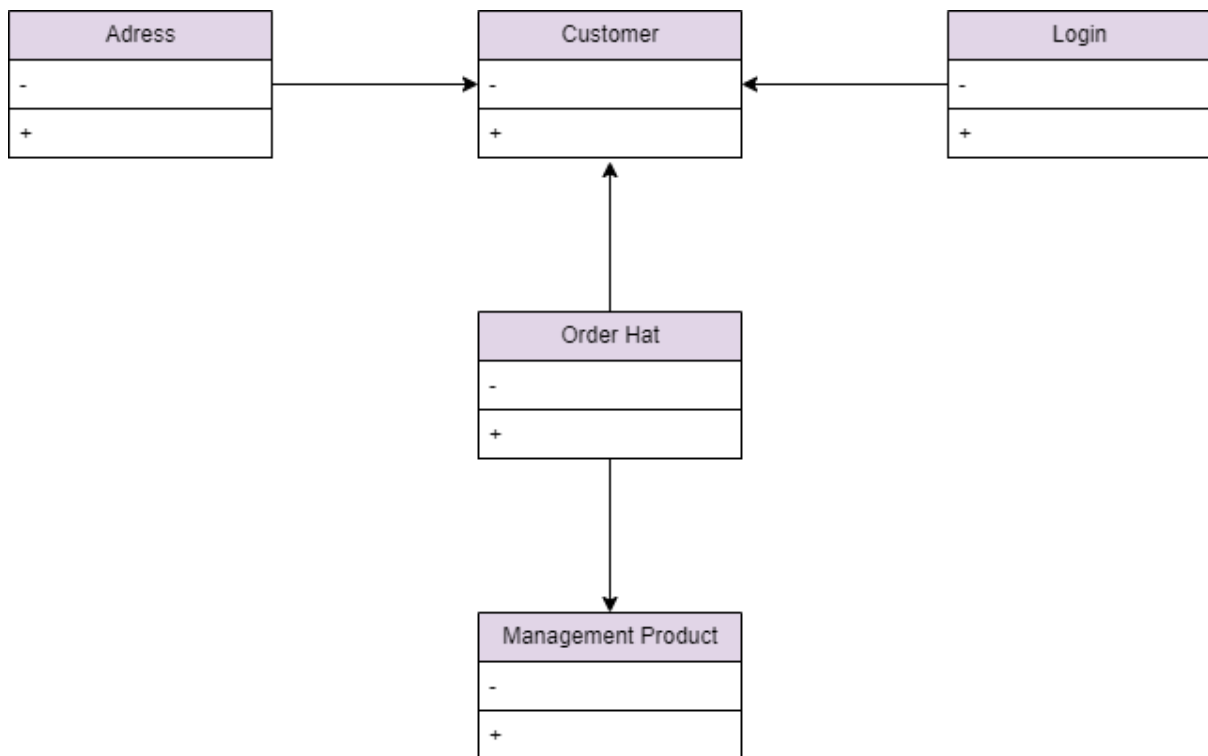 Adress
-
+
Customer
-
+
Login
-
+
Order Hat
-
+
Management Product
-
+